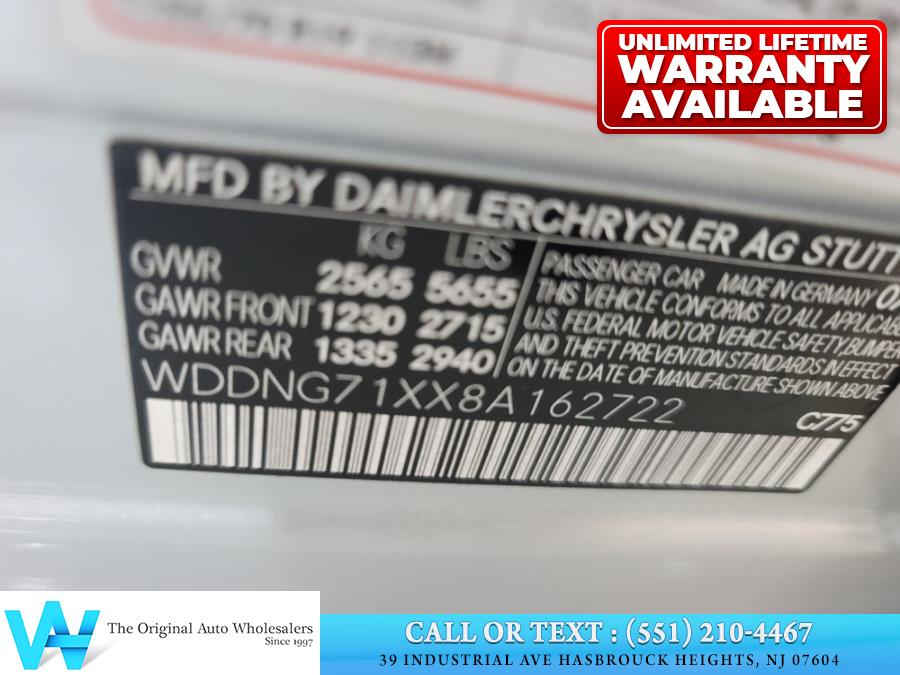 UNLIMITED LIFETIME
WARRANTY
AVAILABLE
MFD BY DAIMLERCHRYSLER AG STUTT
KG LBS
GVWR 2565 5655
GAWR FRONT 1230 2715
GAWR REAR 1335 2940
PASSENGER CAR MADE IN GERMANY
THIS VEHICLE CONFORMS TO ALL APPLICABL
U.S. FEDERAL MOTOR VEHICLE SAFETY, BUMPER
AND THEFT PREVENTION STANDARDS IN EFFECT
ON THE DATE OF MANUFACTURE SHOWN ABOVE
WDDNG71XX8A162722
C775
The Original Auto Wholesalers
Since 1997
CALL OR TEXT : (551) 210-4467
39 INDUSTRIAL AVE HASBROUCK HEIGHTS, NJ 07604